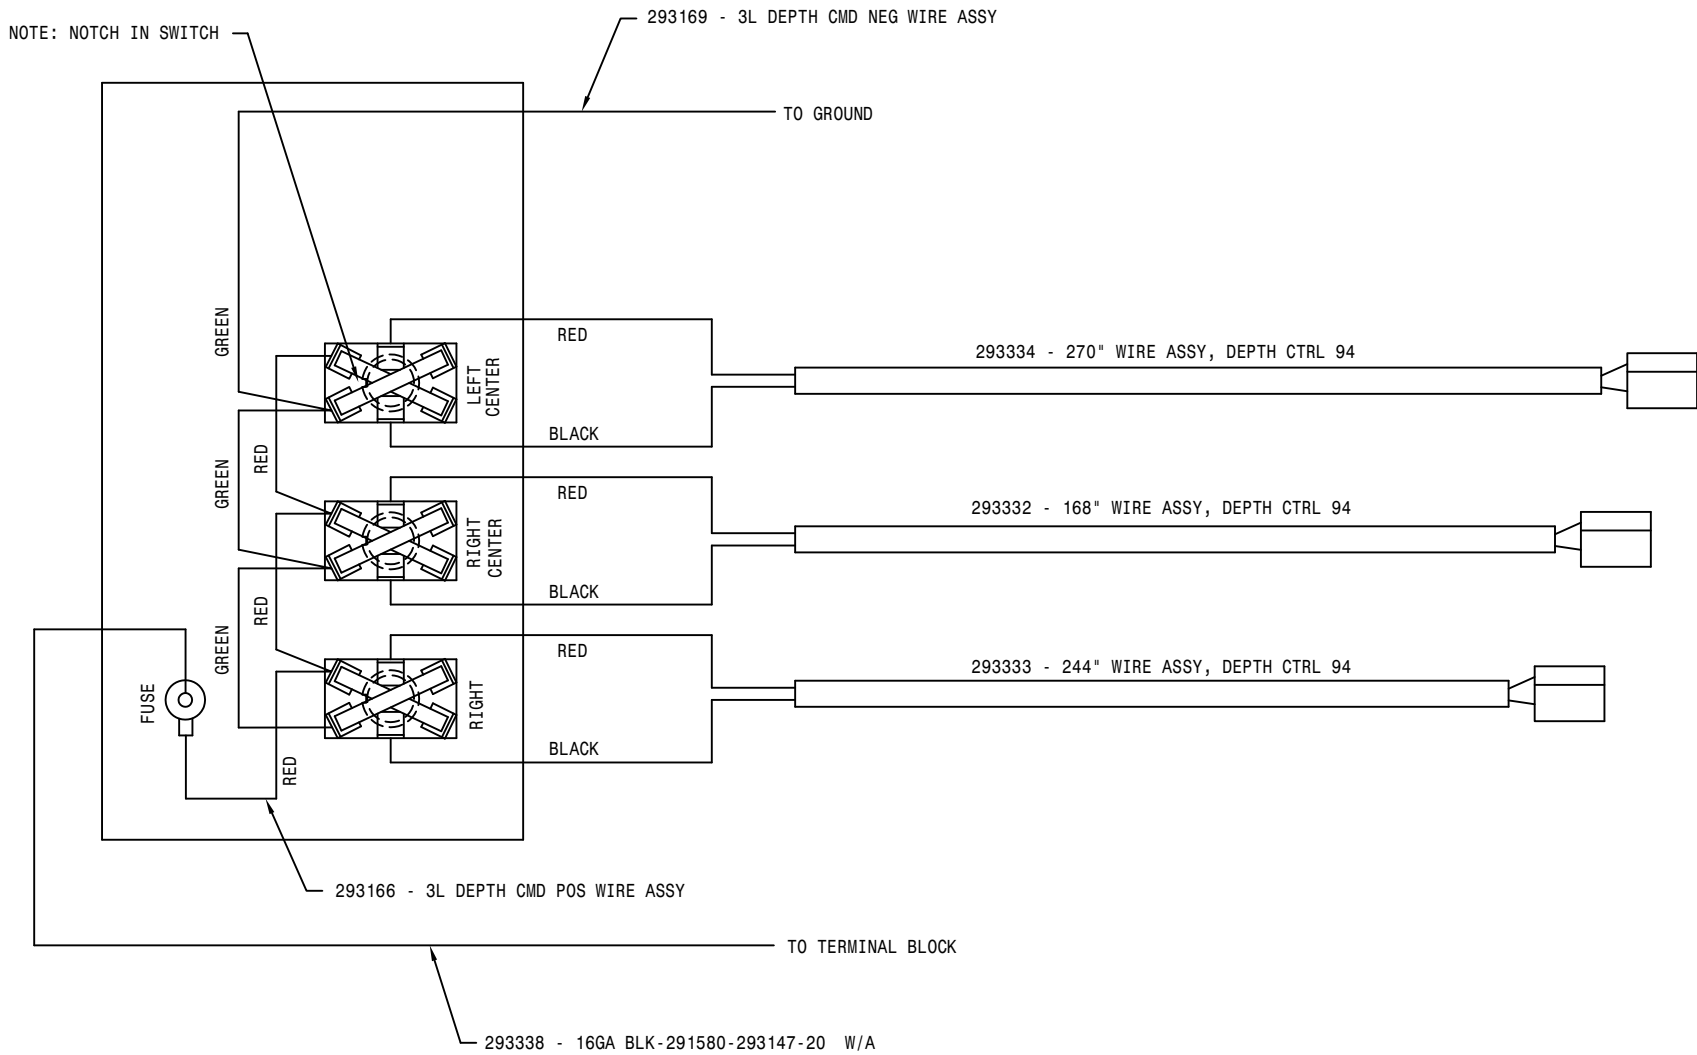 293169 - 3L DEPTH CMD NEG WIRE ASSY
NOTE: NOTCH IN SWITCH
TO GROUND
GREEN
RED
293334 - 270" WIRE ASSY, DEPTH CTRL 94
LEFT
CENTER
BLACK
RED
GREEN
RED
293332 - 168" WIRE ASSY, DEPTH CTRL 94
RIGHT
CENTER
BLACK
RED
GREEN
RED
293333 - 244" WIRE ASSY, DEPTH CTRL 94
FUSE
RIGHT
BLACK
RED
293166 - 3L DEPTH CMD POS WIRE ASSY
TO TERMINAL BLOCK
293338 - 16GA BLK-291580-293147-20 W/A